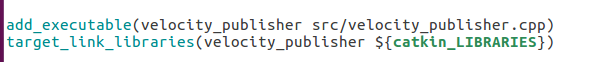 add_executable(velocity_publisher src/velocity_publisher.cpp)
target_link_libraries(velocity_publisher ${catkin_LIBRARIES})